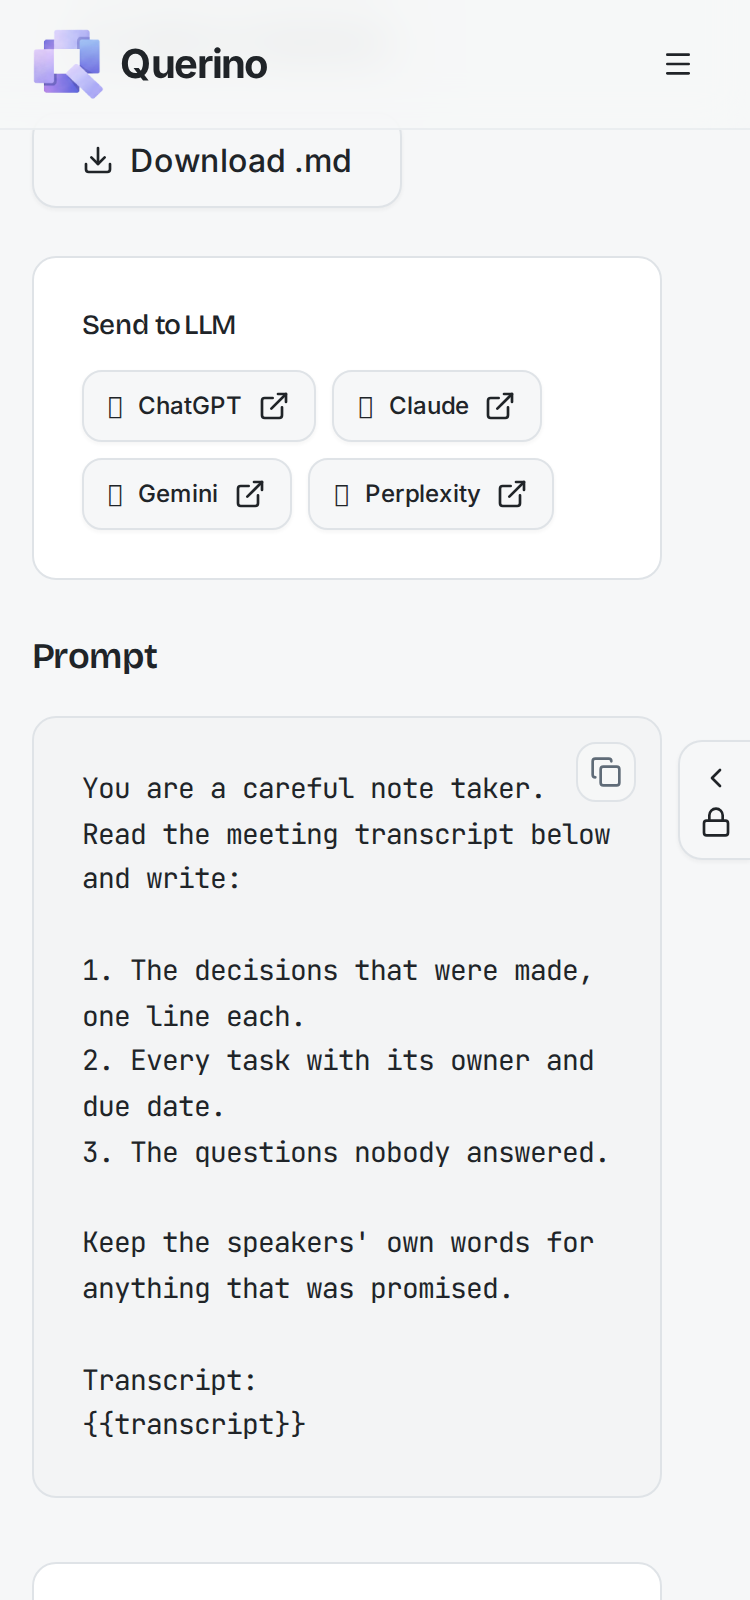 Querino
Download .md
Send to LLM
ChatGPT
Claude
Gemini
Perplexity
Prompt
You are a careful note taker.
Read the meeting transcript below
and write:
1. The decisions that were made,
one line each.
2. Every task with its owner and
due date.
3. The questions nobody answered.
Keep the speakers' own words for
anything that was promised.
Transcript:
{{transcript}}